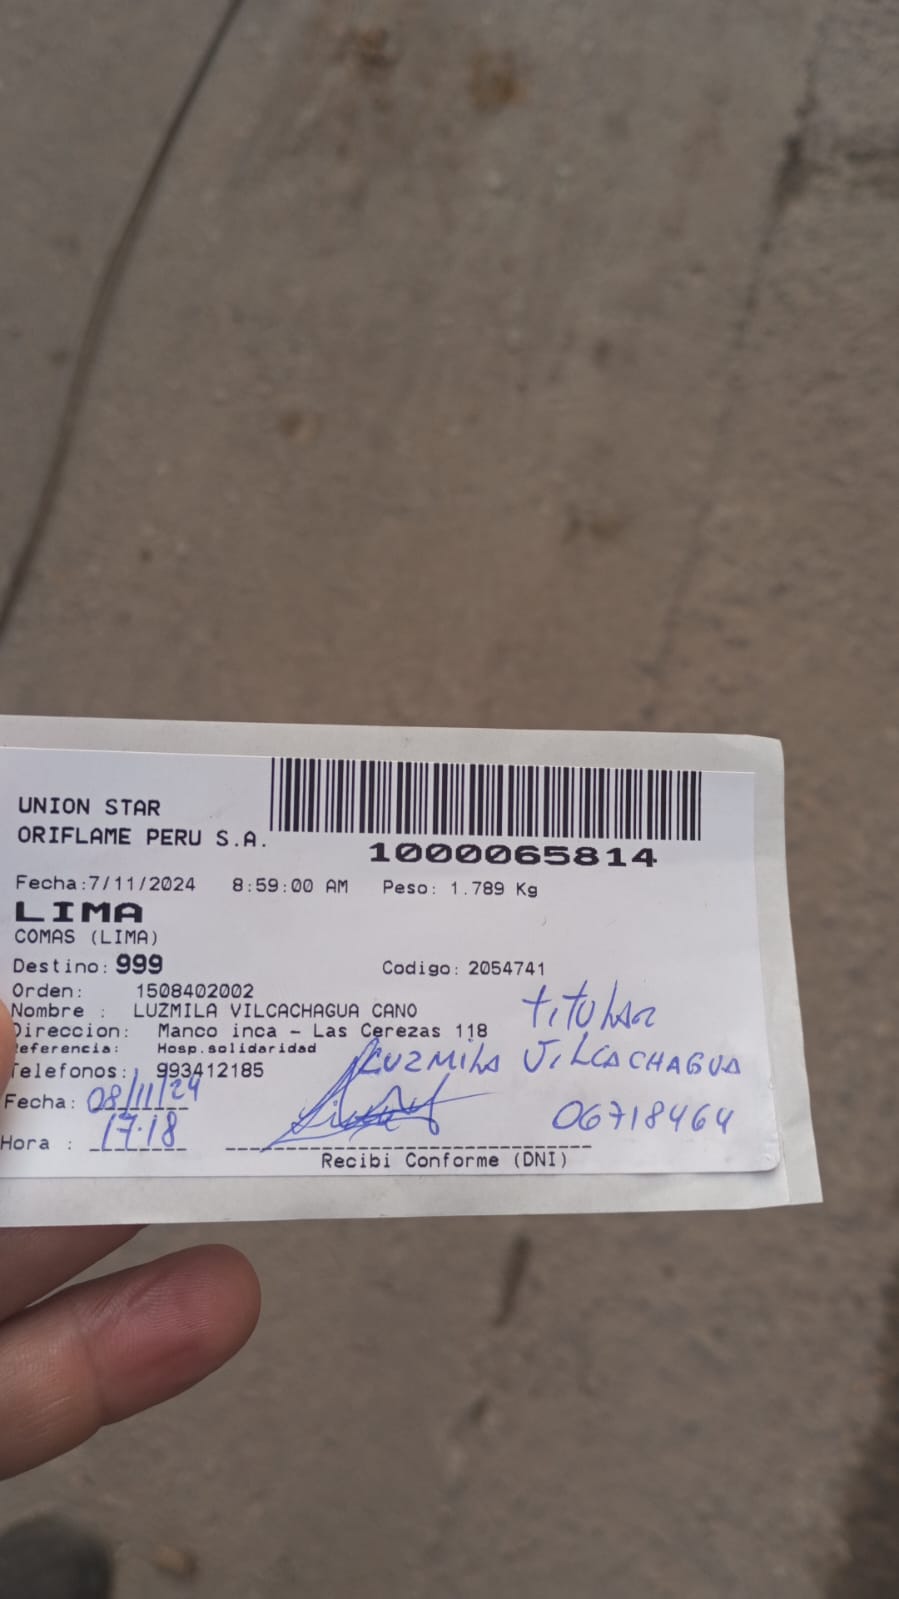 UNION STAR
ORIFLAME PERU S.A.
1000065814
Fecha:7/11/2024 8:59:00 AM Peso: 1.789 Kg
LIMA
COMAS (LIMA)
Destino: 999 Codigo: 2054741
Orden: 1508402002
Nombre : LUZMILA VILCACHAGUA CANO
titular
Direccion: Manco inca - Las Cerezas 118
Referencia: Hosp.solidaridad
LUZMILA VILCACHAGUA
Telefonos: 993412185
Fecha: 08/11/24
06718464
Hora : 17:18
Recibi Conforme (DNI)